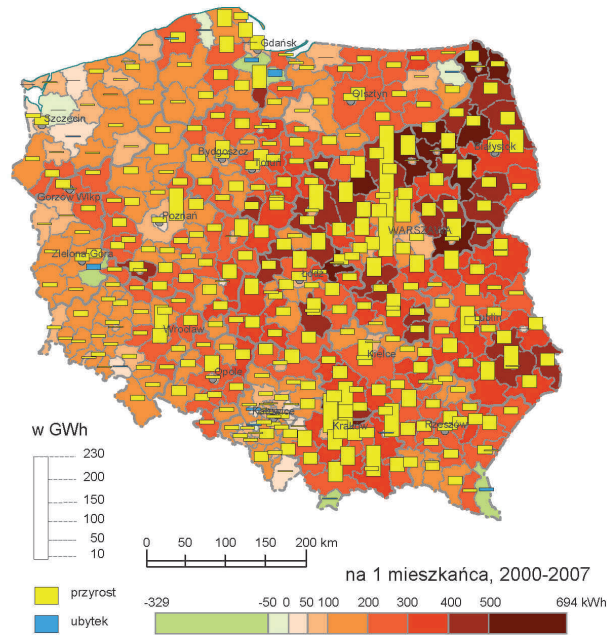 Gdańsk
Olsztyn
Szczecin
Białystok
Bydgoszcz
Toruń
Gorzów Wlkp.
Poznań
WARSZAWA
Zielona Góra
Łódź
Wrocław
Lublin
Kielce
Opole
Katowice
Kraków
Rzeszów
w GWh
230
200
150
100
50
10
0 50 100 150 200 km
na 1 mieszkańca, 2000-2007
przyrost
ubytek
-329 -50 0 50 100 200 300 400 500 694 kWh